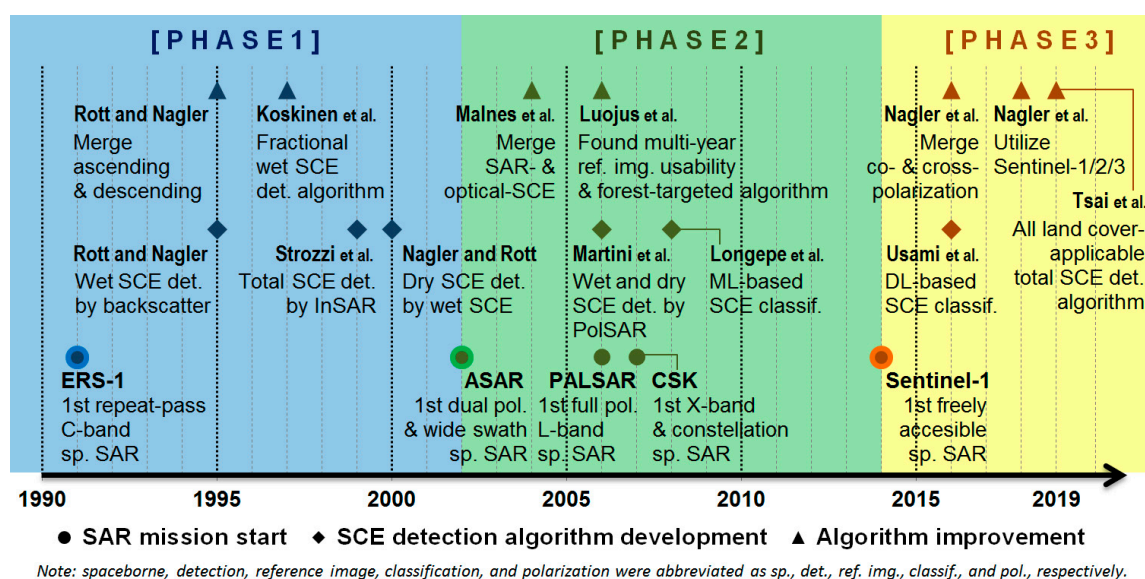 [ P H A S E 1 ]
[ P H A S E 2 ]
[ P H A S E 3 ]
Rott and Nagler
Merge
ascending
& descending
Koskinen et al.
Fractional
wet SCE
det. algorithm
Malnes et al.
Merge
SAR- &
optical-SCE
Luojus et al.
Found multi-year
ref. img. usability
& forest-targeted algorithm
Nagler et al.
Merge
co- & cross-
polarization
Nagler et al.
Utilize
Sentinel-1/2/3
Tsai et al.
All land cover-
applicable
total SCE det.
algorithm
Rott and Nagler
Wet SCE det.
by backscatter
Strozzi et al.
Total SCE det.
by InSAR
Nagler and Rott
Dry SCE det.
by wet SCE
Martini et al.
Wet and dry
SCE det. by
PolSAR
Longepe et al.
ML-based
SCE classif.
Usami et al.
DL-based
SCE classif.
ERS-1
1st repeat-pass
C-band
sp. SAR
ASAR
1st dual pol.
& wide swath
sp. SAR
PALSAR
1st full pol.
L-band
sp. SAR
CSK
1st X-band
& constellation
sp. SAR
Sentinel-1
1st freely
accesible
sp. SAR
1990 1995 2000 2005 2010 2015 2019
● SAR mission start ◆ SCE detection algorithm development ▲ Algorithm improvement
Note: spaceborne, detection, reference image, classification, and polarization were abbreviated as sp., det., ref. img., classif., and pol., respectively.